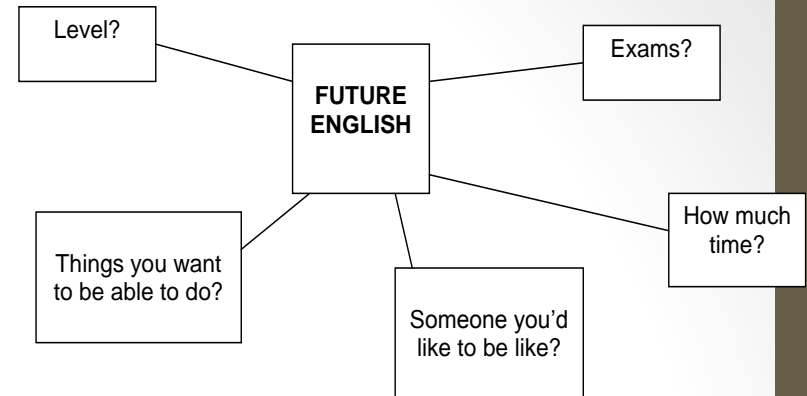 Level?
Exams?
FUTURE
ENGLISH
How much
time?
Things you want
to be able to do?
Someone you’d
like to be like?